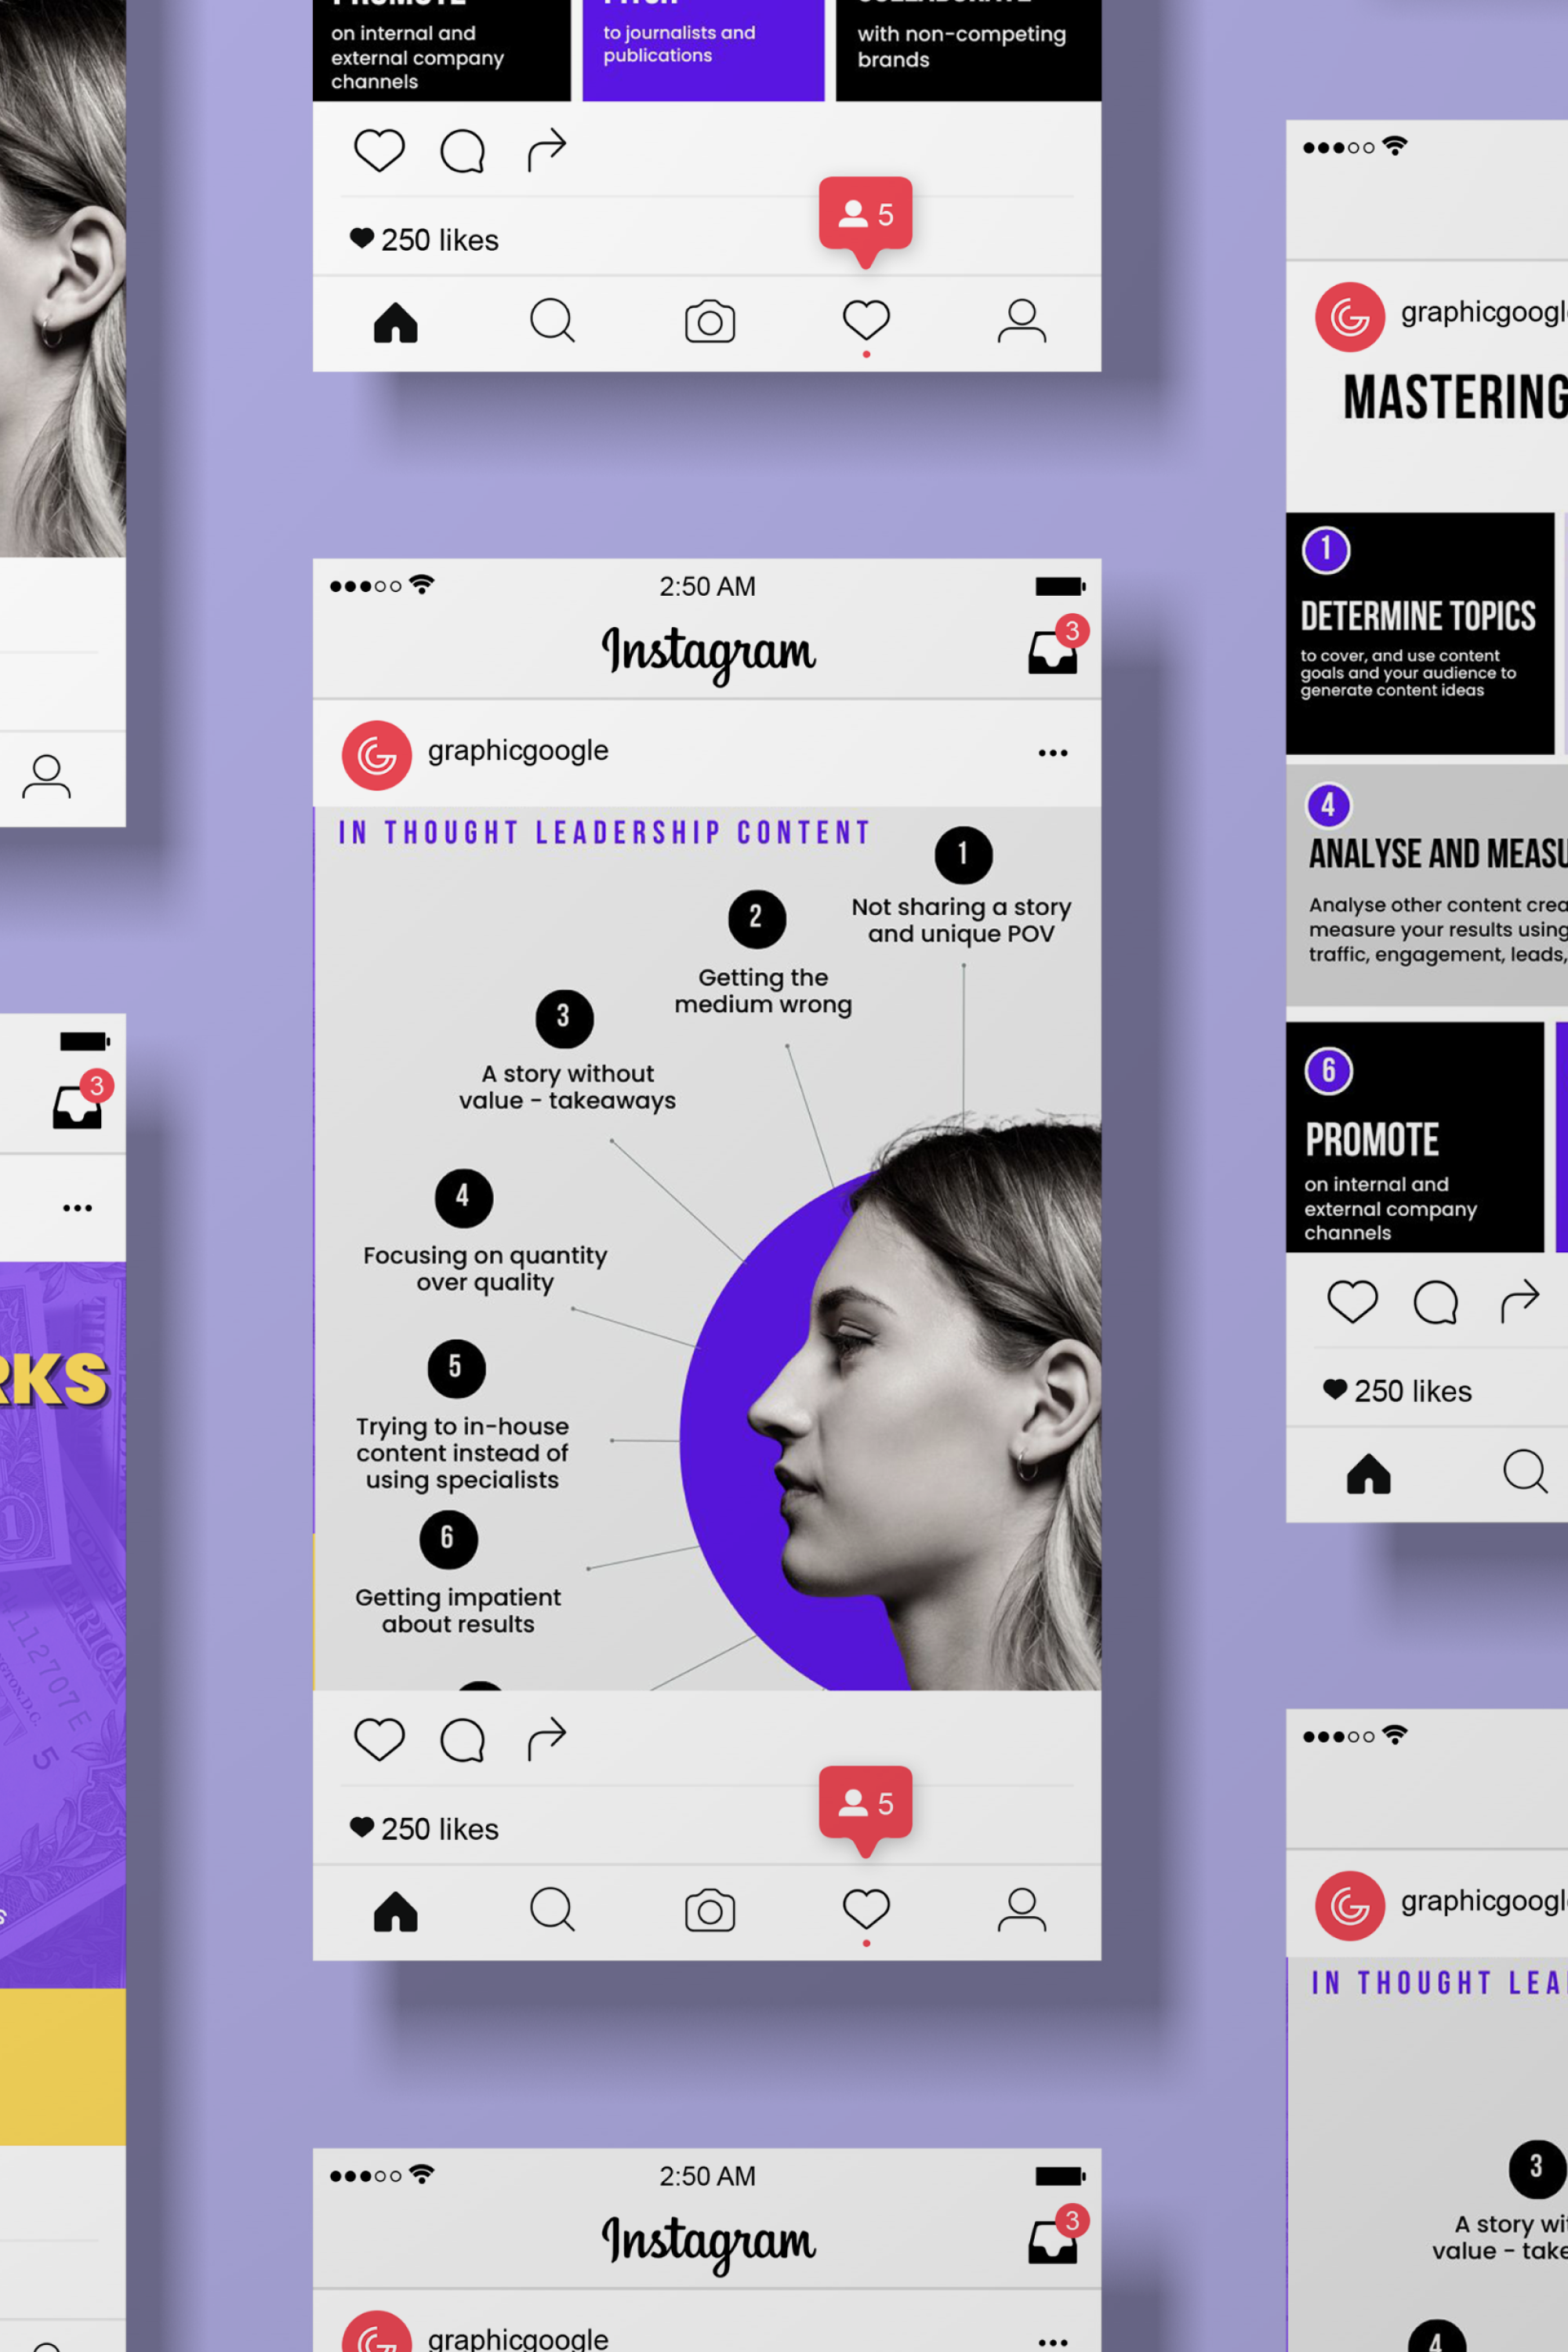 PROMOTE
on internal and
external company
channels
PITCH
to journalists and
publications
COLLABORATE
with non-competing
brands
5
250 likes
2:50 AM
Instagram
3
graphicgoogle
IN THOUGHT LEADERSHIP CONTENT
1
Not sharing a story
and unique POV
2
Getting the
medium wrong
3
A story without
value - takeaways
4
Focusing on quantity
over quality
5
Trying to in-house
content instead of
using specialists
6
Getting impatient
about results
5
250 likes
2:50 AM
Instagram
3
graphicgoogle
3
RKS
graphicgoogl
MASTERING
1
DETERMINE TOPICS
to cover, and use content
goals and your audience to
generate content ideas
4
ANALYSE AND MEASU
Analyse other content crea
measure your results using
traffic, engagement, leads,
6
PROMOTE
on internal and
external company
channels
250 likes
graphicgoogl
IN THOUGHT LEA
3
A story wi
value - take
4